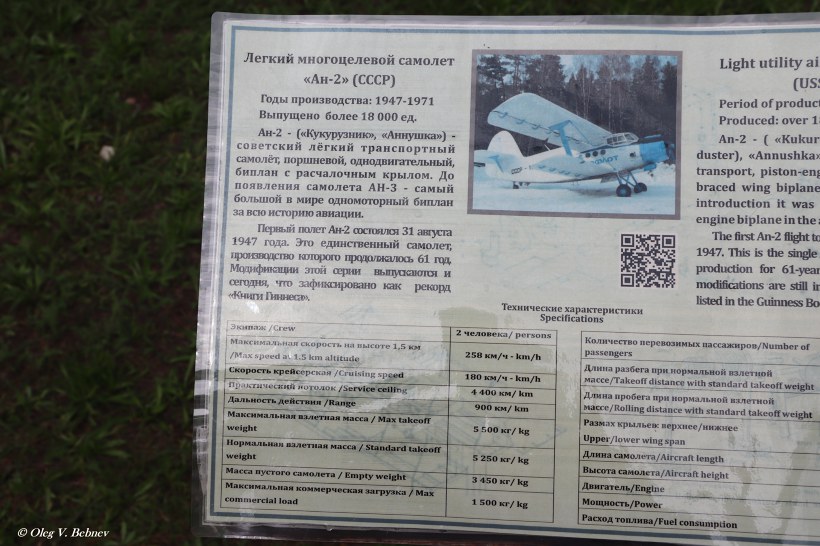 Легкий многоцелевой самолет
«Ан-2» (СССР)
Годы производства: 1947-1971
Выпущено более 18 000 ед.
Ан-2 - («Кукурузник», «Аннушка») -
советский лёгкий транспортный
самолёт, поршневой, однодвигательный,
биплан с расчалочным крылом. До
появления самолета АН-3 - самый
большой в мире одномоторный биплан
за всю историю авиации.
Первый полет Ан-2 состоялся 31 августа
1947 года. Это единственный самолет,
производство которого продолжалось 61 год.
Модификации этой серии выпускаются и
сегодня, что зафиксировано как рекорд
«Книги Гиннеса».
Light utility ai
(USS
Period of product
Produced: over 1
An-2 - ( «Kukur
duster), «Annushka»
transport, piston-eng
braced wing biplane
introduction it was
engine biplane in the a
The first An-2 flight to
1947. This is the single
production for 61-year
modifications are still in
listed in the Guinness Bo
Технические характеристики
Specifications
Экипаж /Crew
2 человека/ persons
Максимальная скорость на высоте 1,5 км
/Max speed at 1.5 km altitude
258 км/ч - km/h
Скорость крейсерская /Cruising speed
180 км/ч - km/h
Практический потолок /Service ceiling
4 400 км/ km
Дальность действия /Range
900 км/ km
Максимальная взлетная масса / Max takeoff
weight
5 500 кг/ kg
Нормальная взлетная масса / Standard takeoff
weight
5 250 кг/ kg
Масса пустого самолета / Empty weight
3 450 кг/ kg
Максимальная коммерческая загрузка / Max
commercial load
1 500 кг/ kg
Количество перевозимых пассажиров/Number of
passengers
Длина разбега при нормальной взлетной
массе/Takeoff distance with standard takeoff weight
Длина пробега при нормальной взлетной
массе/Rolling distance with standard takeoff weight
Размах крыльев: верхнее/нижнее
Upper/lower wing span
Длина самолета/Aircraft length
Высота самолета/Aircraft height
Двигатель/Engine
Мощность/Power
Расход топлива/Fuel consumption
© Oleg V. Bebnev